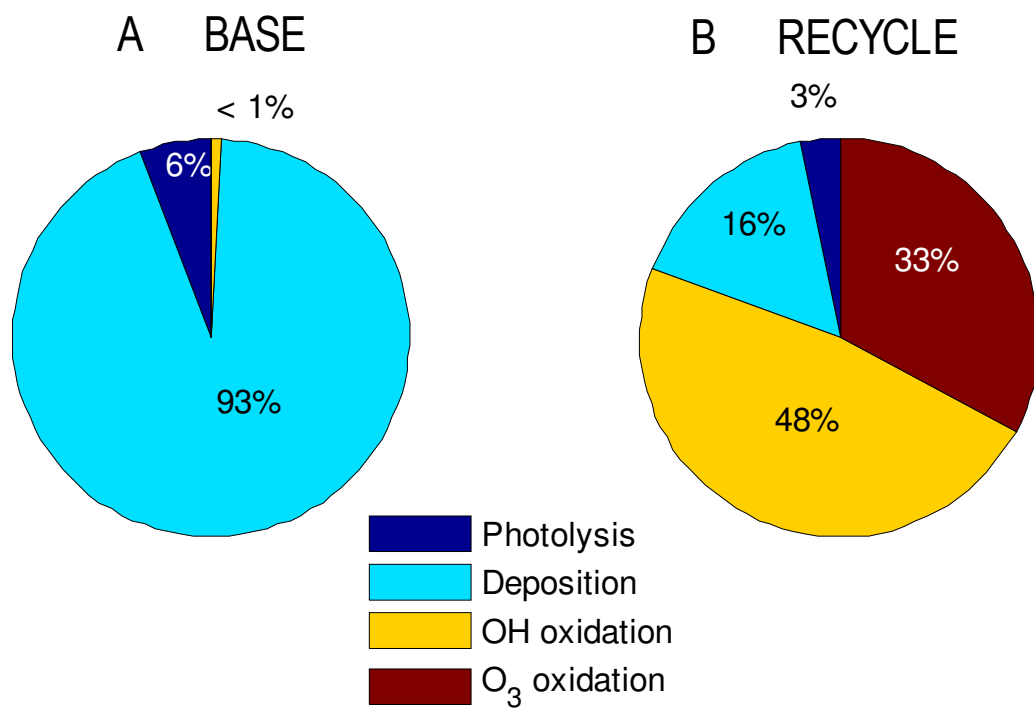 A BASE
< 1%
6%
93%
B RECYCLE
3%
16%
33%
48%
Photolysis
Deposition
OH oxidation
O₃ oxidation